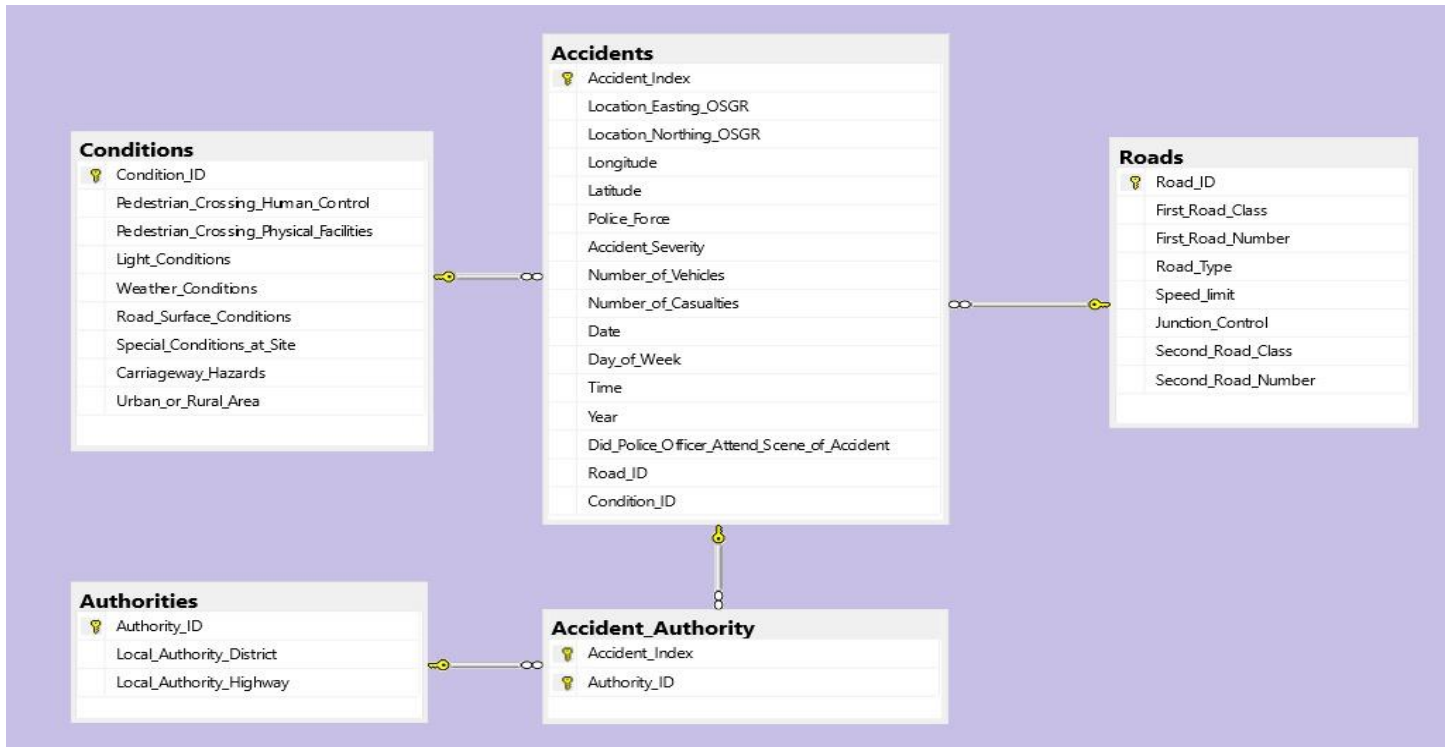 Accidents
Accident_Index
Location_Easting_OSGR
Location_Northing_OSGR
Longitude
Latitude
Police_Force
Accident_Severity
Number_of_Vehicles
Number_of_Casualties
Date
Day_of_Week
Time
Year
Did_Police_Officer_Attend_Scene_of_Accident
Road_ID
Condition_ID
Conditions
Condition_ID
Pedestrian_Crossing_Human_Control
Pedestrian_Crossing_Physical_Facilities
Light_Conditions
Weather_Conditions
Road_Surface_Conditions
Special_Conditions_at_Site
Carriageway_Hazards
Urban_or_Rural_Area
Roads
Road_ID
First_Road_Class
First_Road_Number
Road_Type
Speed_limit
Junction_Control
Second_Road_Class
Second_Road_Number
Authorities
Authority_ID
Local_Authority_District
Local_Authority_Highway
Accident_Authority
Accident_Index
Authority_ID